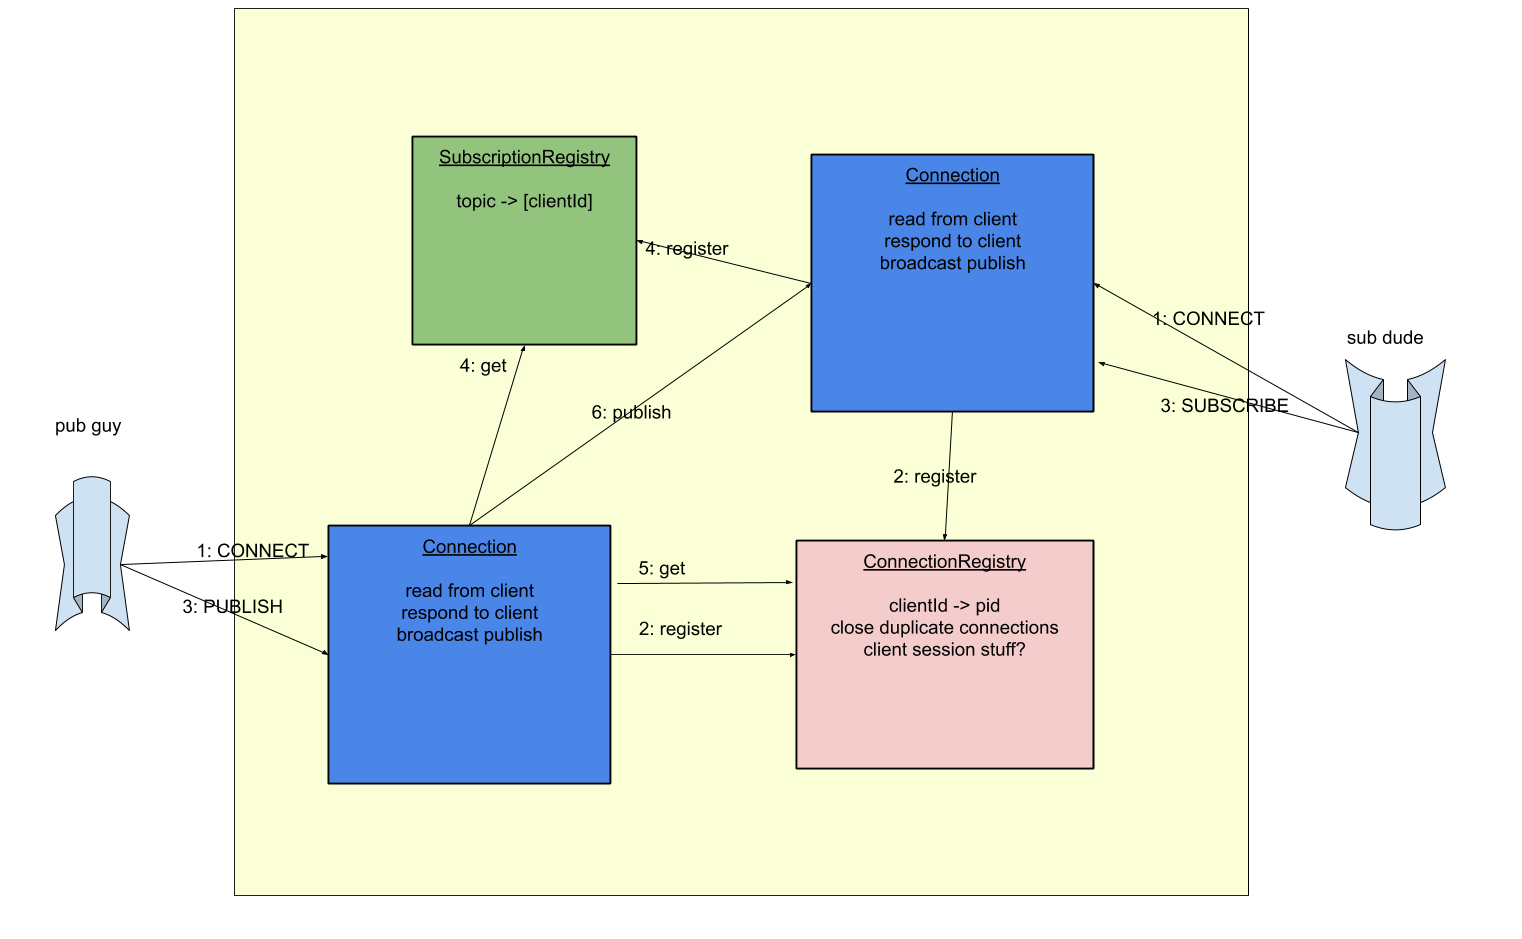 SubscriptionRegistry
topic -> [clientId]
Connection
read from client
respond to client
broadcast publish
4: register
1: CONNECT
sub dude
4: get
3: SUBSCRIBE
6: publish
pub guy
2: register
1: CONNECT
3: PUBLISH
Connection
read from client
respond to client
broadcast publish
5: get
2: register
ConnectionRegistry
clientId -> pid
close duplicate connections
client session stuff?